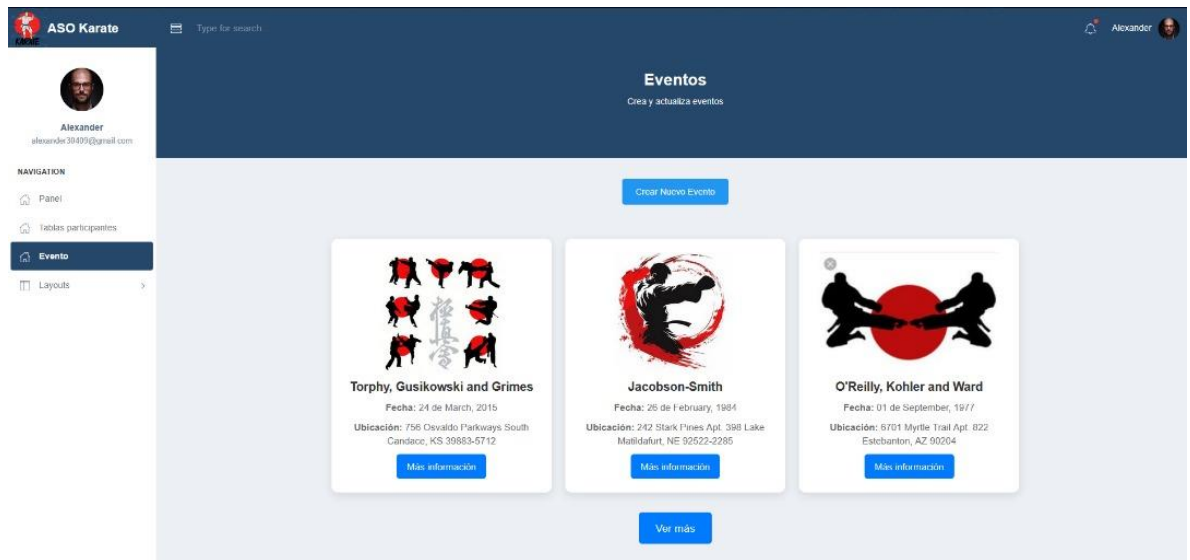 ASO Karate
Type for search
Alexander
KARATE
Eventos
Crea y actualiza eventos
Alexander
alexander30409@gmail.com
NAVIGATION
Panel
Tablas participantes
Evento
Layouts
Crear Nuevo Evento
極真会
Torphy, Gusikowski and Grimes
Fecha: 24 de March, 2015
Ubicación: 756 Osvaldo Parkways South
Candace, KS 39883-5712
Más información
Jacobson-Smith
Fecha: 26 de February, 1984
Ubicación: 242 Stark Pines Apt. 398 Lake
Matildafurt, NE 92522-2285
Más información
O'Reilly, Kohler and Ward
Fecha: 01 de September, 1977
Ubicación: 6701 Myrtle Trail Apt. 822
Estebanton, AZ 90204
Más información
Ver más